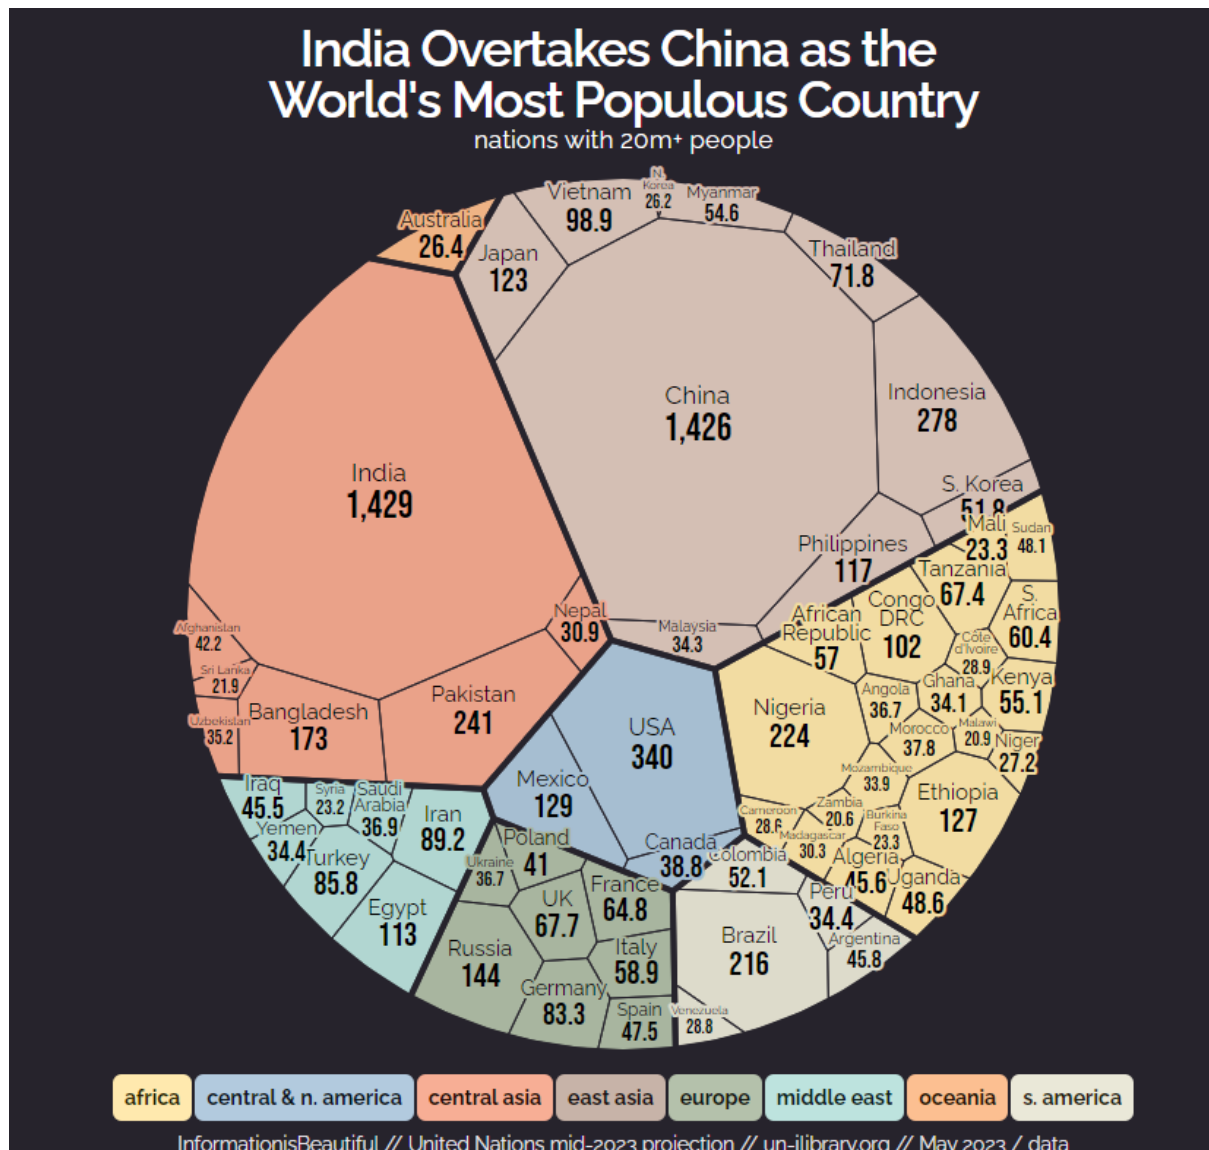 India Overtakes China as the
World's Most Populous Country
nations with 20m+ people
Australia
26.4
Japan
123
Vietnam
98.9
N.
Korea
26.2
Myanmar
54.6
Thailand
71.8
China
1,426
Indonesia
278
S. Korea
51.8
Philippines
117
Malaysia
34.3
India
1,429
Nepal
30.9
Afghanistan
42.2
Sri Lanka
21.9
Uzbekistan
35.2
Bangladesh
173
Pakistan
241
USA
340
Mexico
129
Canada
38.8
Mali
23.3
Sudan
48.1
Tanzania
67.4
African
Republic
57
Congo
DRC
102
S.
Africa
60.4
Côte
d'Ivoire
28.9
Nigeria
224
Angola
36.7
Ghana
34.1
Kenya
55.1
Morocco
37.8
Malawi
20.9
Niger
27.2
Mozambique
33.9
Ethiopia
127
Cameroon
28.6
Zambia
20.6
Burkina
Faso
23.3
Madagascar
30.3
Algeria
45.6
Uganda
48.6
Iraq
45.5
Syria
23.2
Saudi
Arabia
36.9
Iran
89.2
Yemen
34.4
Turkey
85.8
Egypt
113
Poland
41
Ukraine
36.7
UK
67.7
France
64.8
Russia
144
Italy
58.9
Germany
83.3
Spain
47.5
Colombia
52.1
Peru
34.4
Brazil
216
Argentina
45.8
Venezuela
28.8
africa
central & n. america
central asia
east asia
europe
middle east
oceania
s. america
InformationisBeautiful // United Nations mid-2023 projection // un-ilibrary.org // May 2023 / data